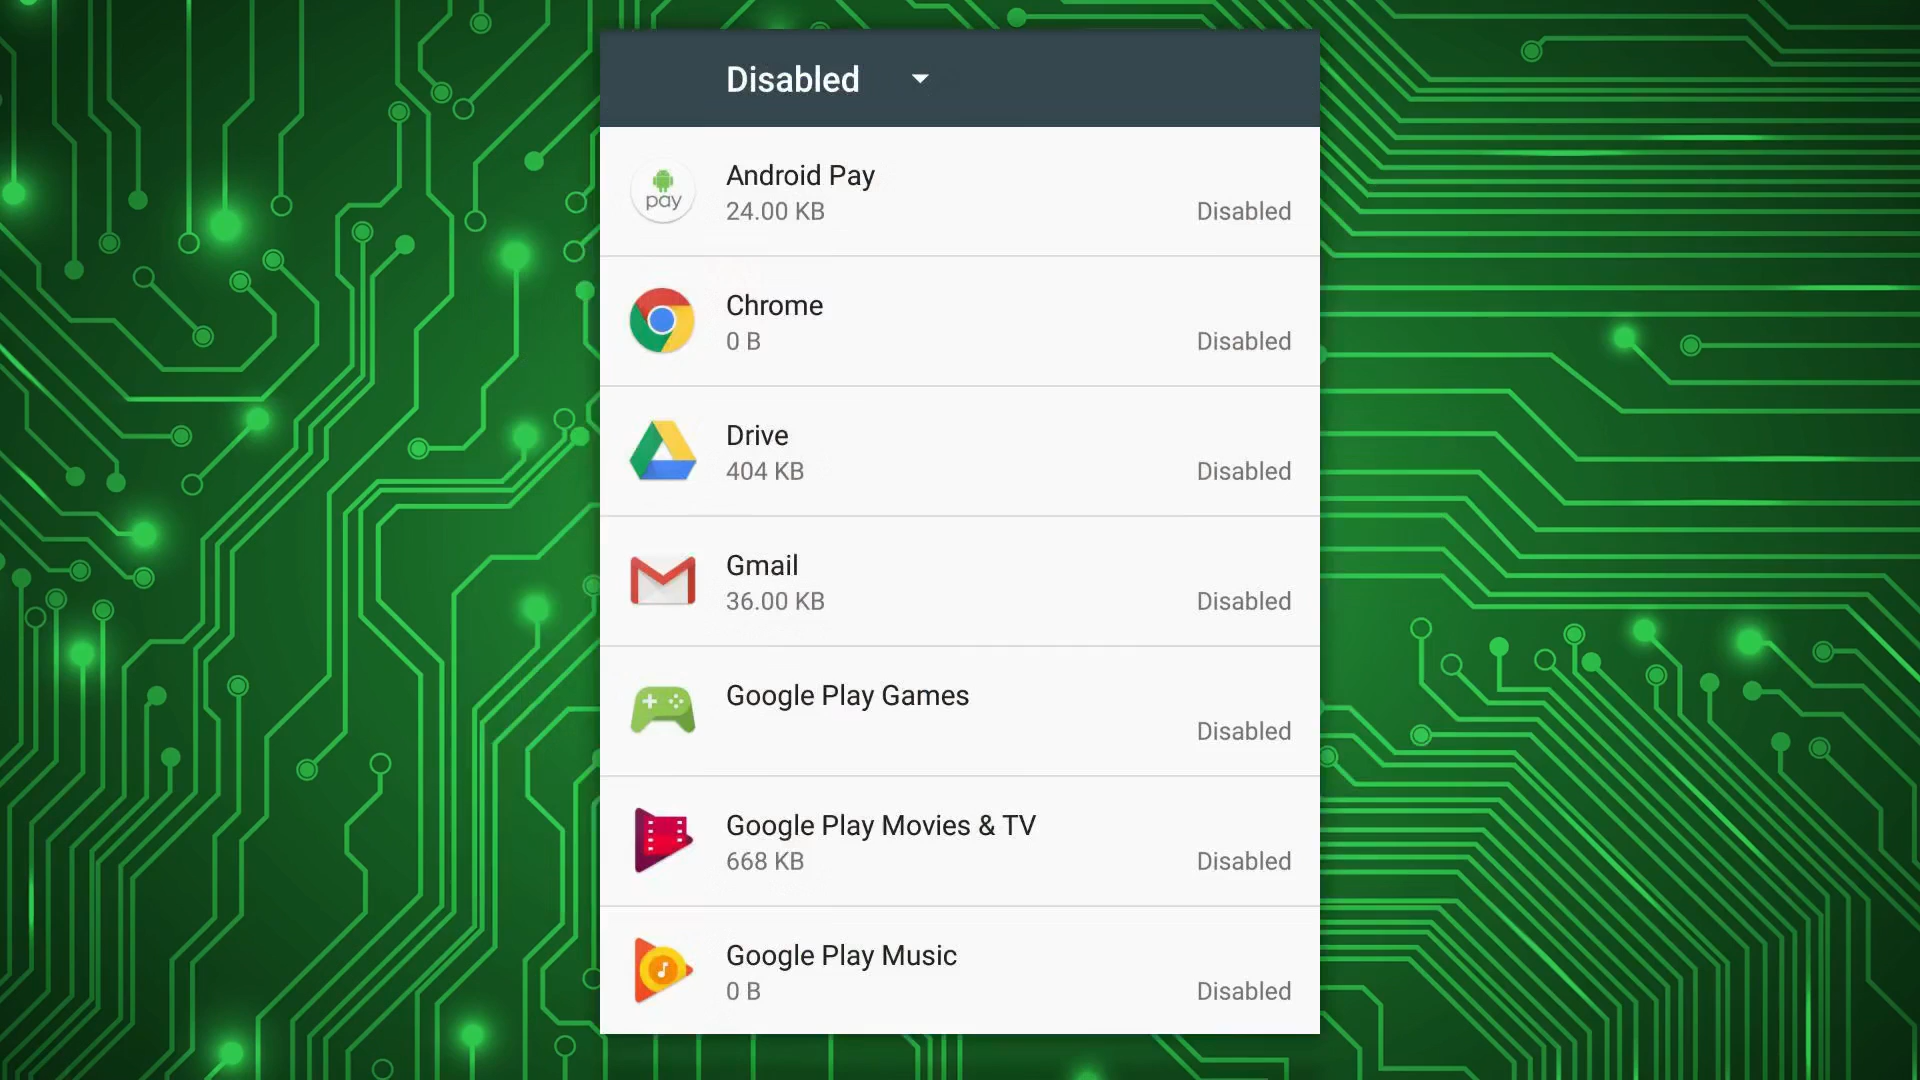 Disabled
Android Pay
24.00 KB
Disabled
pay
Chrome
0 B
Disabled
Drive
404 KB
Disabled
Gmail
36.00 KB
Disabled
Google Play Games
Disabled
Google Play Movies & TV
668 KB
Disabled
Google Play Music
0 B
Disabled